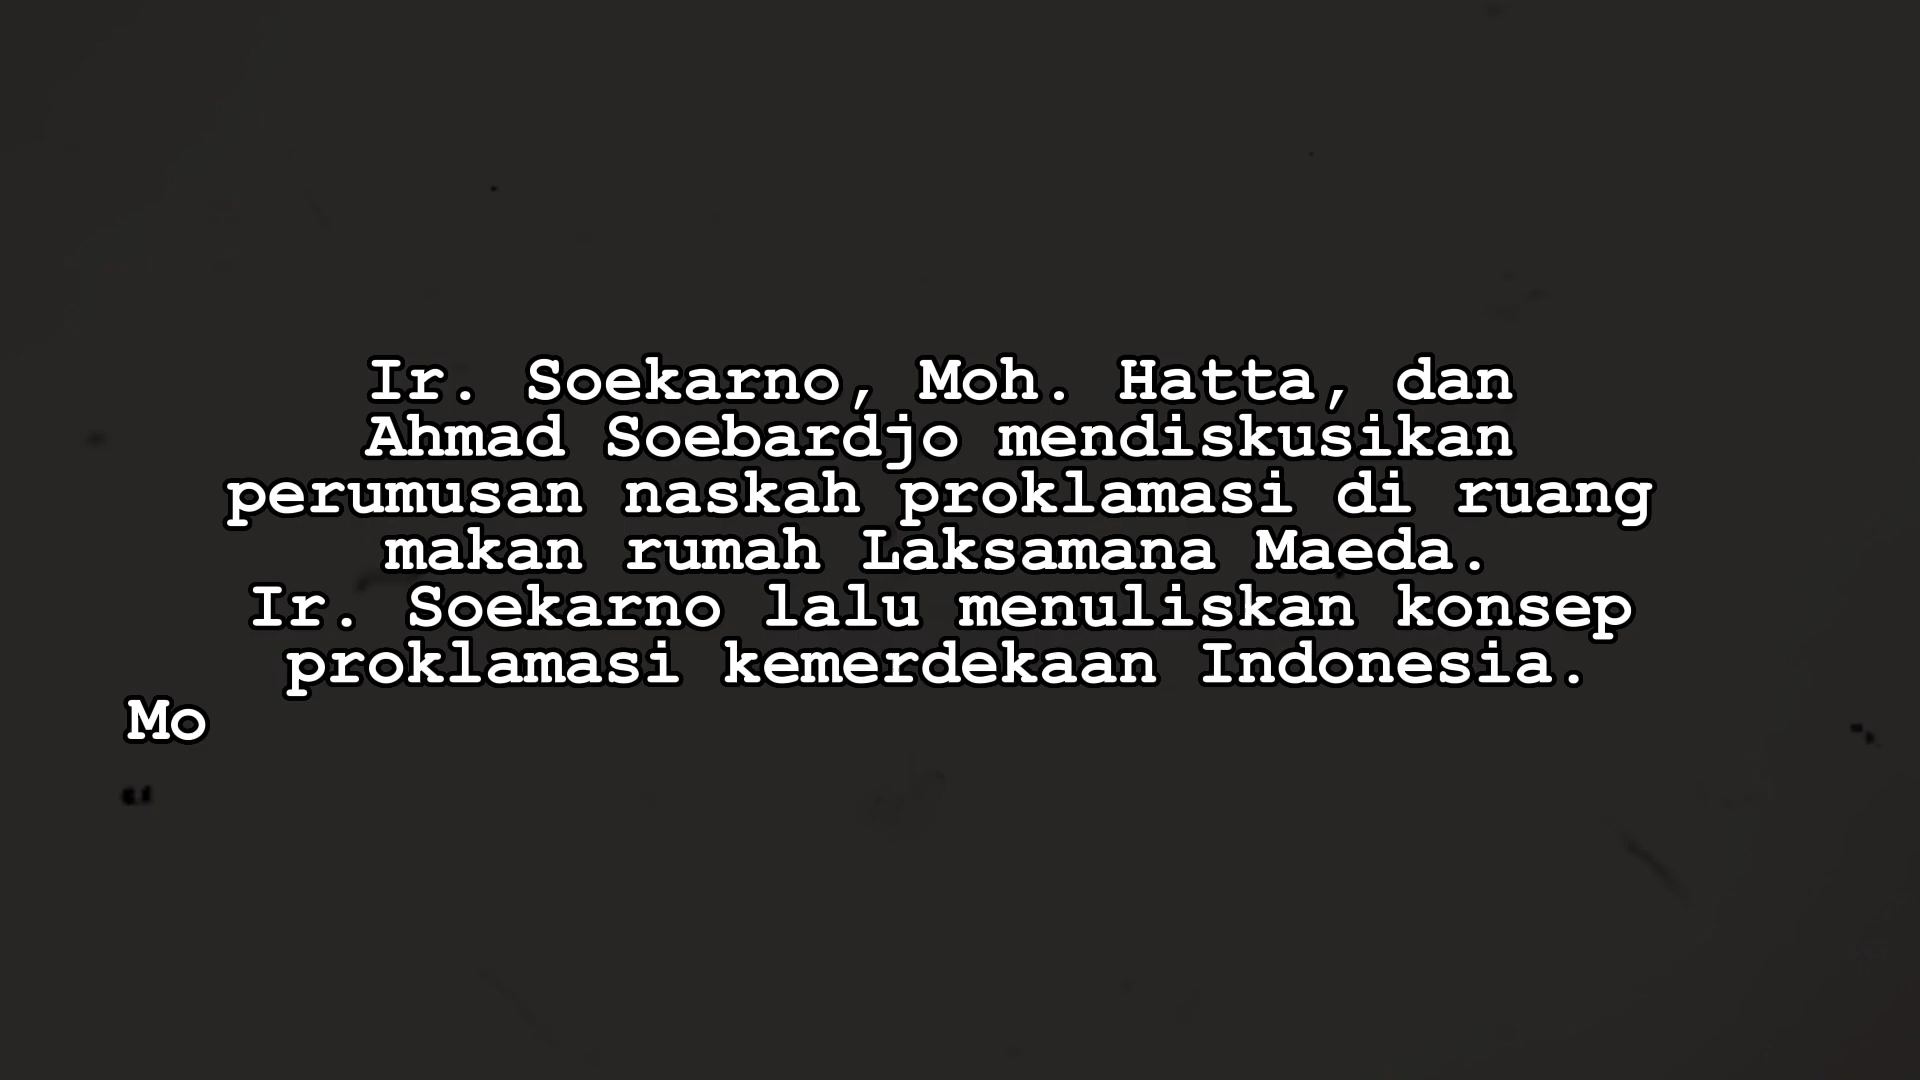 Ir. Soekarno, Moh. Hatta, dan
Ahmad Soebardjo mendiskusikan
perumusan naskah proklamasi di ruang
makan rumah Laksamana Maeda.
Ir. Soekarno lalu menuliskan konsep
proklamasi kemerdekaan Indonesia.
Mo